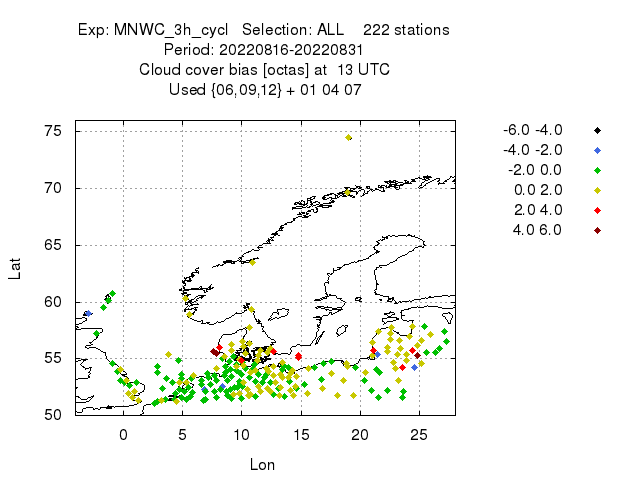 Exp: MNWC_3h_cycl Selection: ALL 222 stations
Period: 20220816-20220831
Cloud cover bias [octas] at 13 UTC
Used {06,09,12} + 01 04 07
-6.0 -4.0
-4.0 -2.0
-2.0 0.0
0.0 2.0
2.0 4.0
4.0 6.0
75
70
65
60
55
50
Lat
0 5 10 15 20 25
Lon